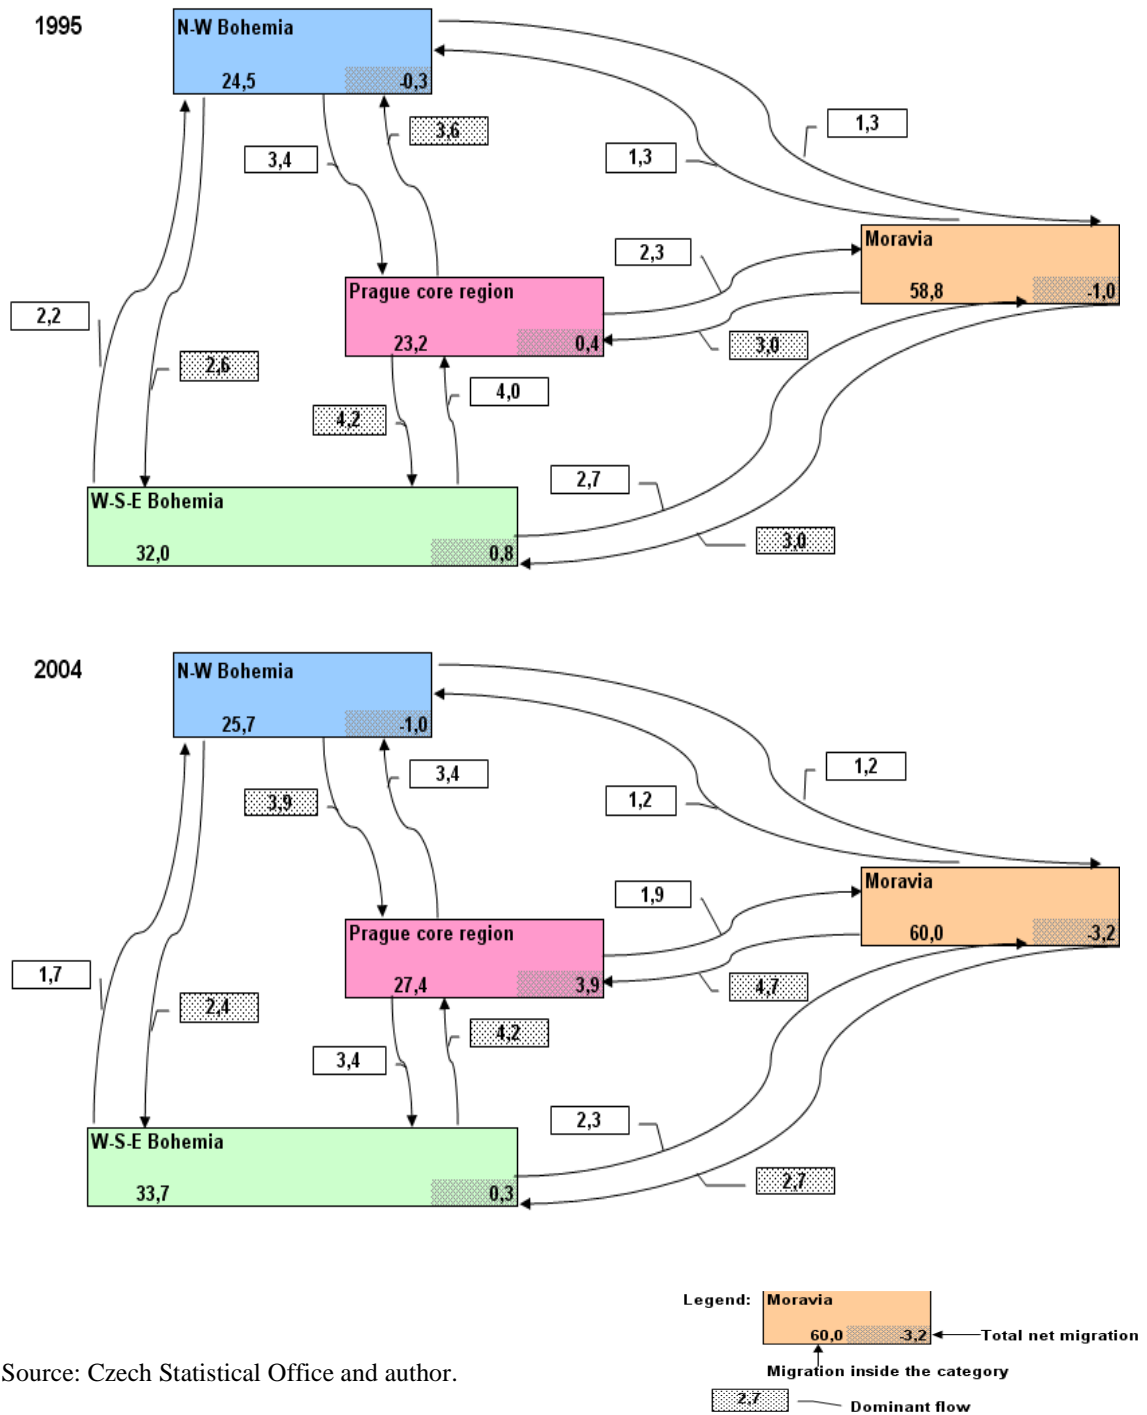 1995
N-W Bohemia
24,5 -0,3
3,6
1,3
3,4
1,3
Moravia
2,3
58,8 -1,0
Prague core region
2,2
23,2 0,4
3,0
2,6
4,0
4,2
2,7
W-S-E Bohemia
32,0 0,8
3,0
2004
N-W Bohemia
25,7 -1,0
3,4
1,2
3,9
1,2
Moravia
1,9
60,0 -3,2
Prague core region
1,7
27,4 3,9
4,7
2,4
4,2
3,4
2,3
W-S-E Bohemia
33,7 0,3
2,7
Legend: Moravia
60,0 -3,2 Total net migration
Migration inside the category
Source: Czech Statistical Office and author.
2,7 Dominant flow